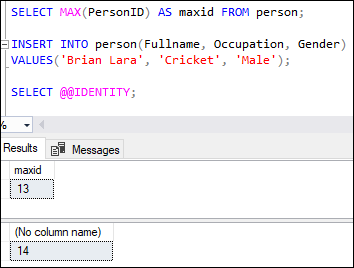 SELECT MAX(PersonID) AS maxid FROM person;
INSERT INTO person(Fullname, Occupation, Gender)
VALUES('Brian Lara', 'Cricket', 'Male');
SELECT @@IDENTITY;
%
Results Messages
maxid
13
(No column name)
14